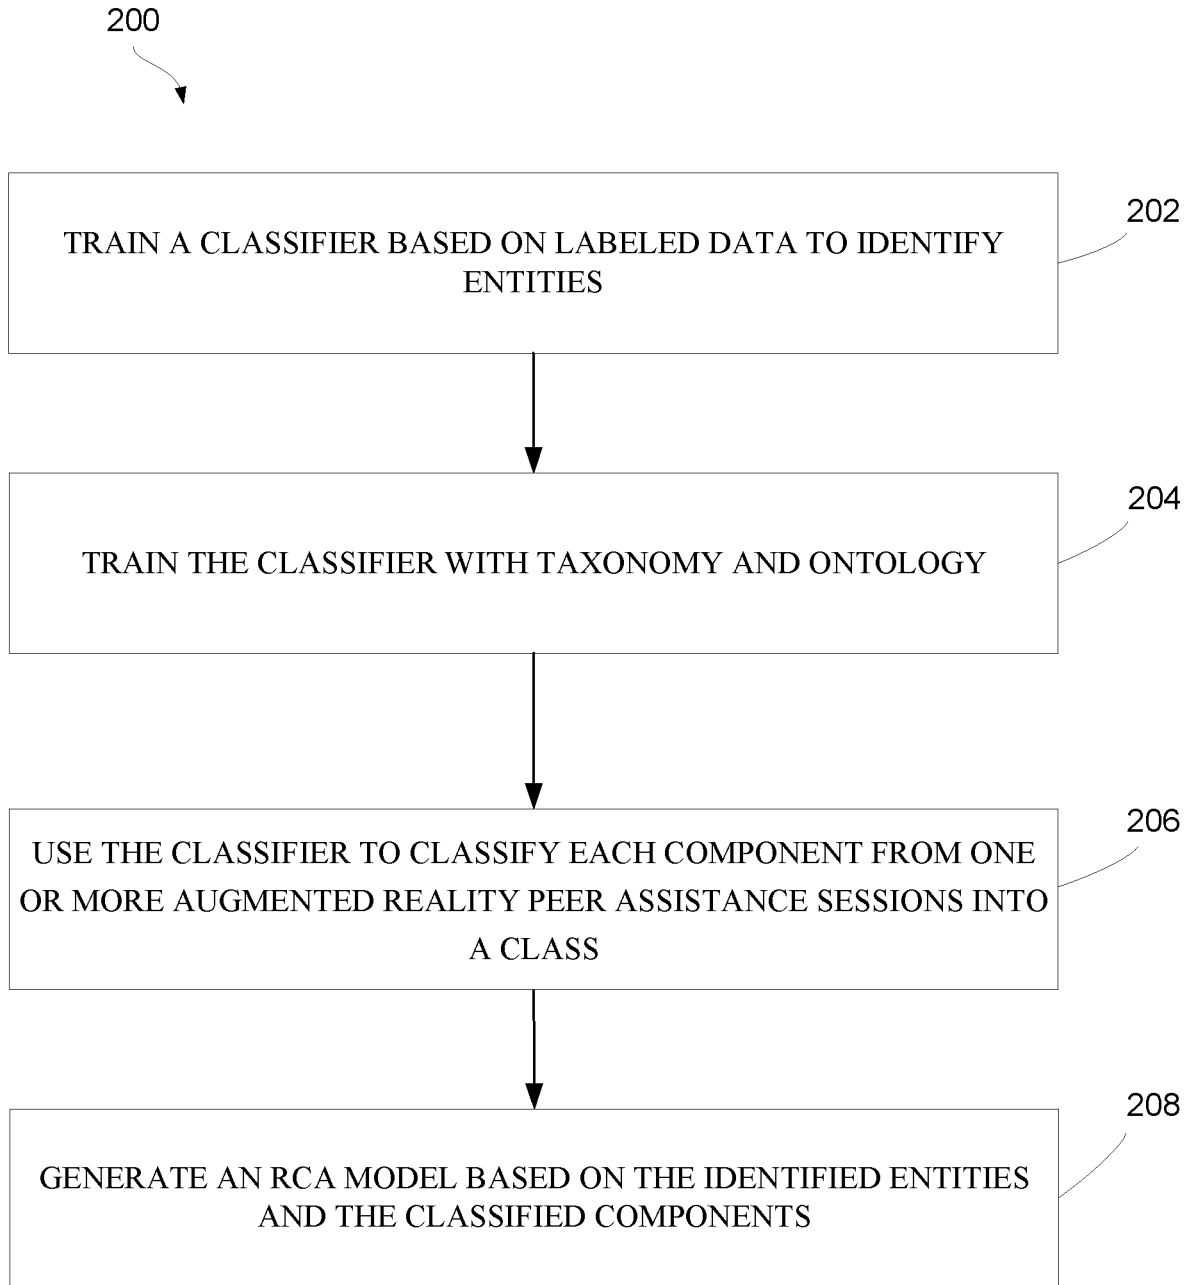 200
202
TRAIN A CLASSIFIER BASED ON LABELED DATA TO IDENTIFY
ENTITIES
204
TRAIN THE CLASSIFIER WITH TAXONOMY AND ONTOLOGY
206
USE THE CLASSIFIER TO CLASSIFY EACH COMPONENT FROM ONE
OR MORE AUGMENTED REALITY PEER ASSISTANCE SESSIONS INTO
A CLASS
208
GENERATE AN RCA MODEL BASED ON THE IDENTIFIED ENTITIES
AND THE CLASSIFIED COMPONENTS